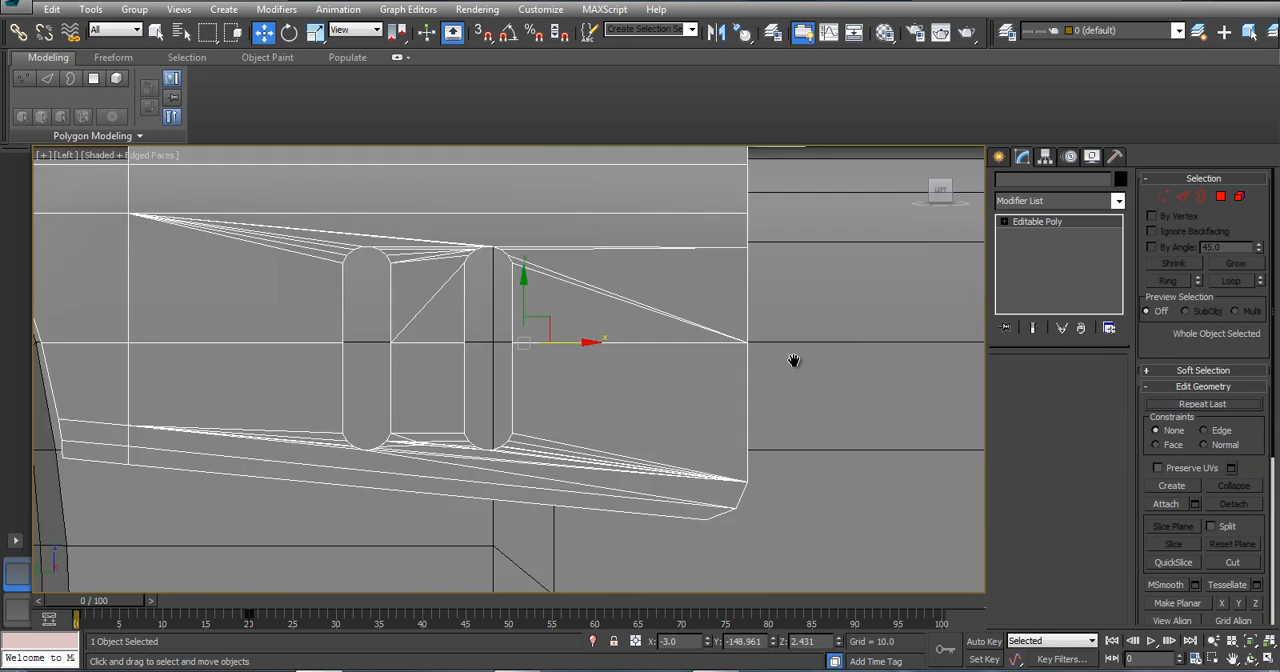 Edit Tools Group Views Create Modifiers Animation Graph Editors Rendering Customize MAXScript Help
All View 3 % Create Selection Se 0 (default)
Modeling Freeform Selection Object Paint Populate
Polygon Modeling
[+] [Left] [Shaded + Edged Faces]
LEFT
x
Modifier List
Editable Poly
- Selection
By Vertex
Ignore Backfacing
By Angle: 45.0
Shrink Grow
Ring Loop
Preview Selection
Off SubObj Multi
Whole Object Selected
+ Soft Selection
- Edit Geometry
Repeat Last
Constraints
None Edge
Face Normal
Preserve UVs
Create Collapse
Attach Detach
Slice Plane Split
Slice Reset Plane
QuickSlice Cut
MSmooth Tessellate
Make Planar X Y Z
View Align Grid Align
< 0 / 100 >
5 10 15 20 25 30 35 40 45 50 55 60 65 70 75 80 85 90 95 100
1 Object Selected X: -3.0 Y: -148.961 Z: 2.431 Grid = 10.0 Auto Key Selected
Welcome to M Click and drag to select and move objects Add Time Tag Set Key Key Filters... 0